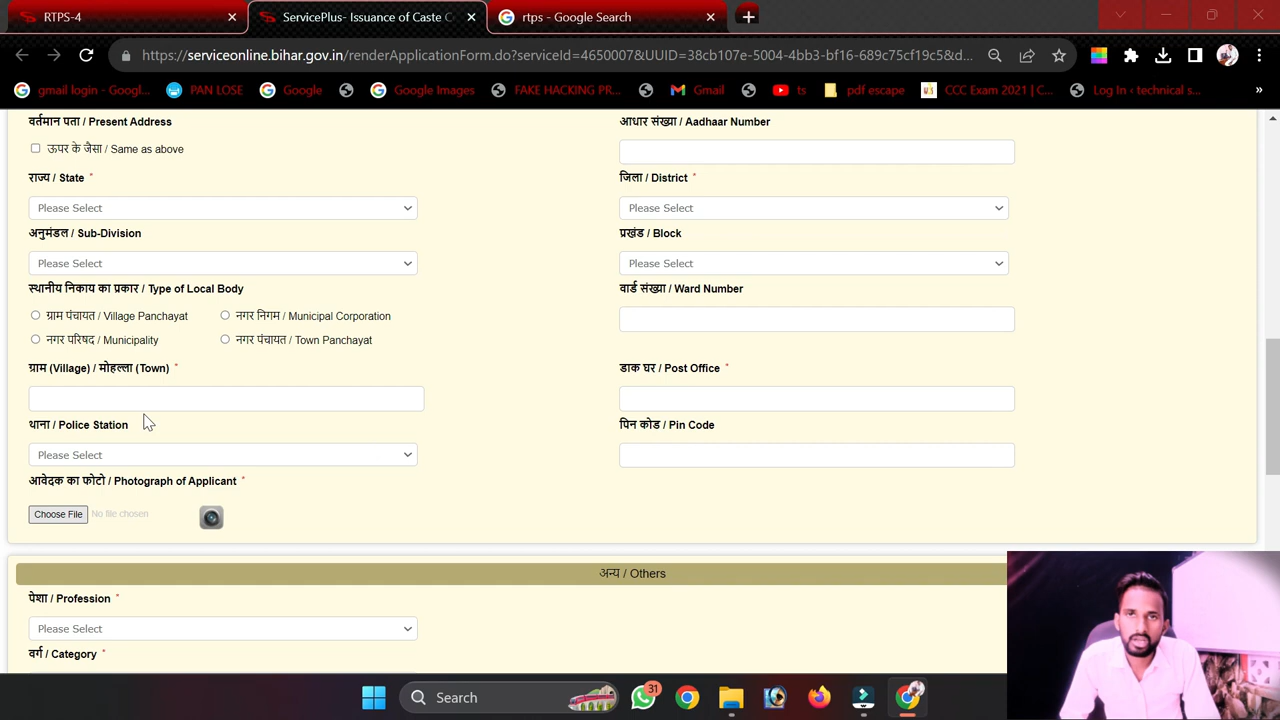 RTPS-4
ServicePlus- Issuance of Caste C
rtps - Google Search
https://serviceonline.bihar.gov.in/renderApplicationForm.do?serviceId=4650007&UUID=38cb107e-5004-4bb3-bf16-689c75cf19c5&d...
gmail login - Googl...
PAN LOSE
Google
Google Images
FAKE HACKING PR...
Gmail
ts
pdf escape
CCC Exam 2021 | C...
Log In ‹ technical s...
»
वर्तमान पता / Present Address
आधार संख्या / Aadhaar Number
ऊपर के जैसा / Same as above
राज्य / State *
जिला / District *
Please Select
Please Select
अनुमंडल / Sub-Division
प्रखंड / Block
Please Select
Please Select
स्थानीय निकाय का प्रकार / Type of Local Body
वार्ड संख्या / Ward Number
ग्राम पंचायत / Village Panchayat
नगर निगम / Municipal Corporation
नगर परिषद / Municipality
नगर पंचायत / Town Panchayat
ग्राम (Village) / मोहल्ला (Town) *
डाक घर / Post Office *
थाना / Police Station
पिन कोड / Pin Code
Please Select
आवेदक का फोटो / Photograph of Applicant *
Choose File No file chosen
अन्य / Others
पेशा / Profession *
Please Select
वर्ग / Category *
Search
31